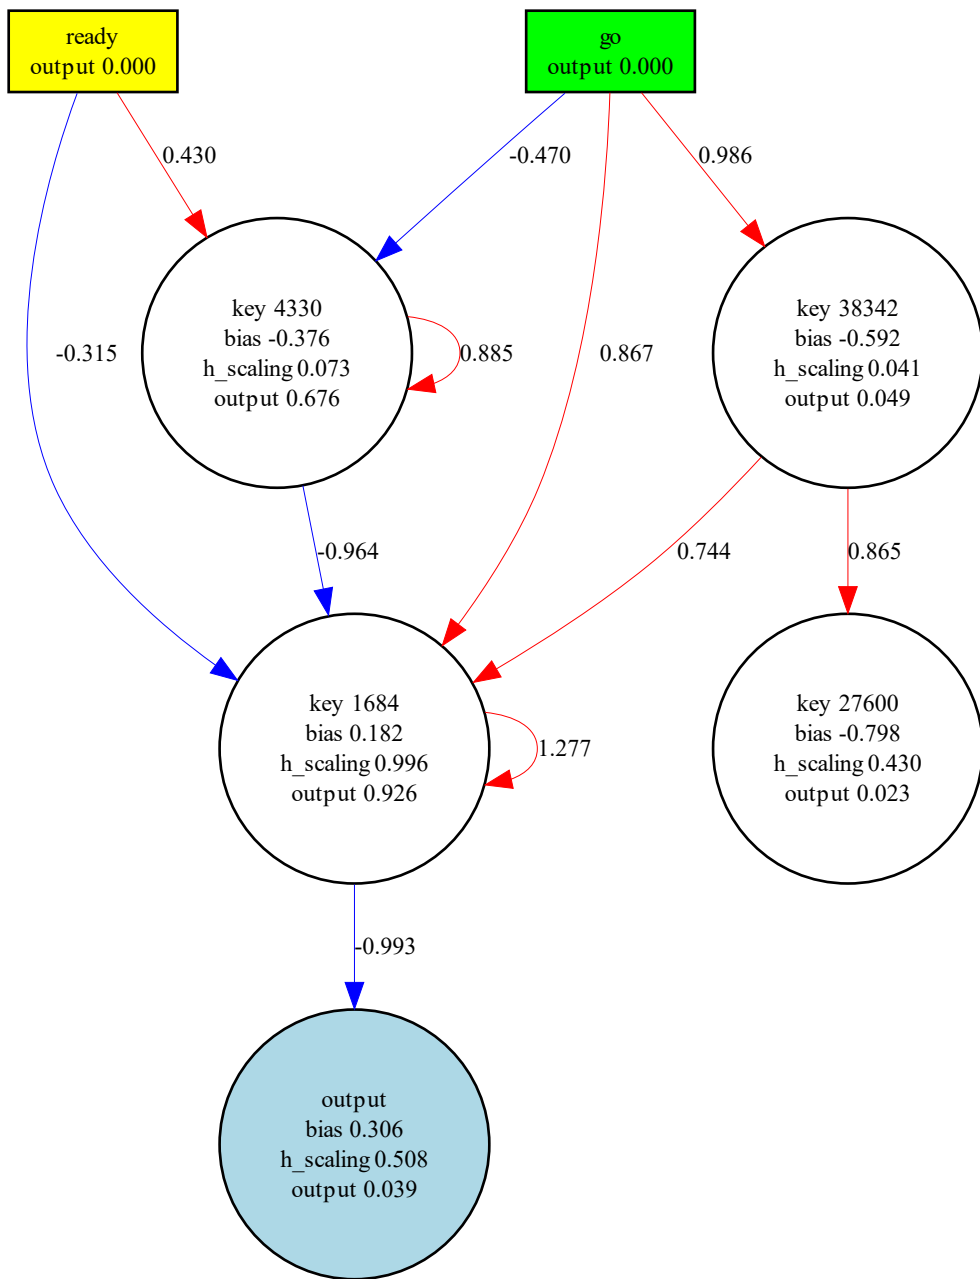 ready
output 0.000
go
output 0.000
0.430
-0.470
0.986
key 4330
bias -0.376
h_scaling 0.073
output 0.676
key 38342
bias -0.592
h_scaling 0.041
output 0.049
-0.315
0.885
0.867
-0.964
0.744
0.865
key 1684
bias 0.182
h_scaling 0.996
output 0.926
1.277
key 27600
bias -0.798
h_scaling 0.430
output 0.023
-0.993
output
bias 0.306
h_scaling 0.508
output 0.039